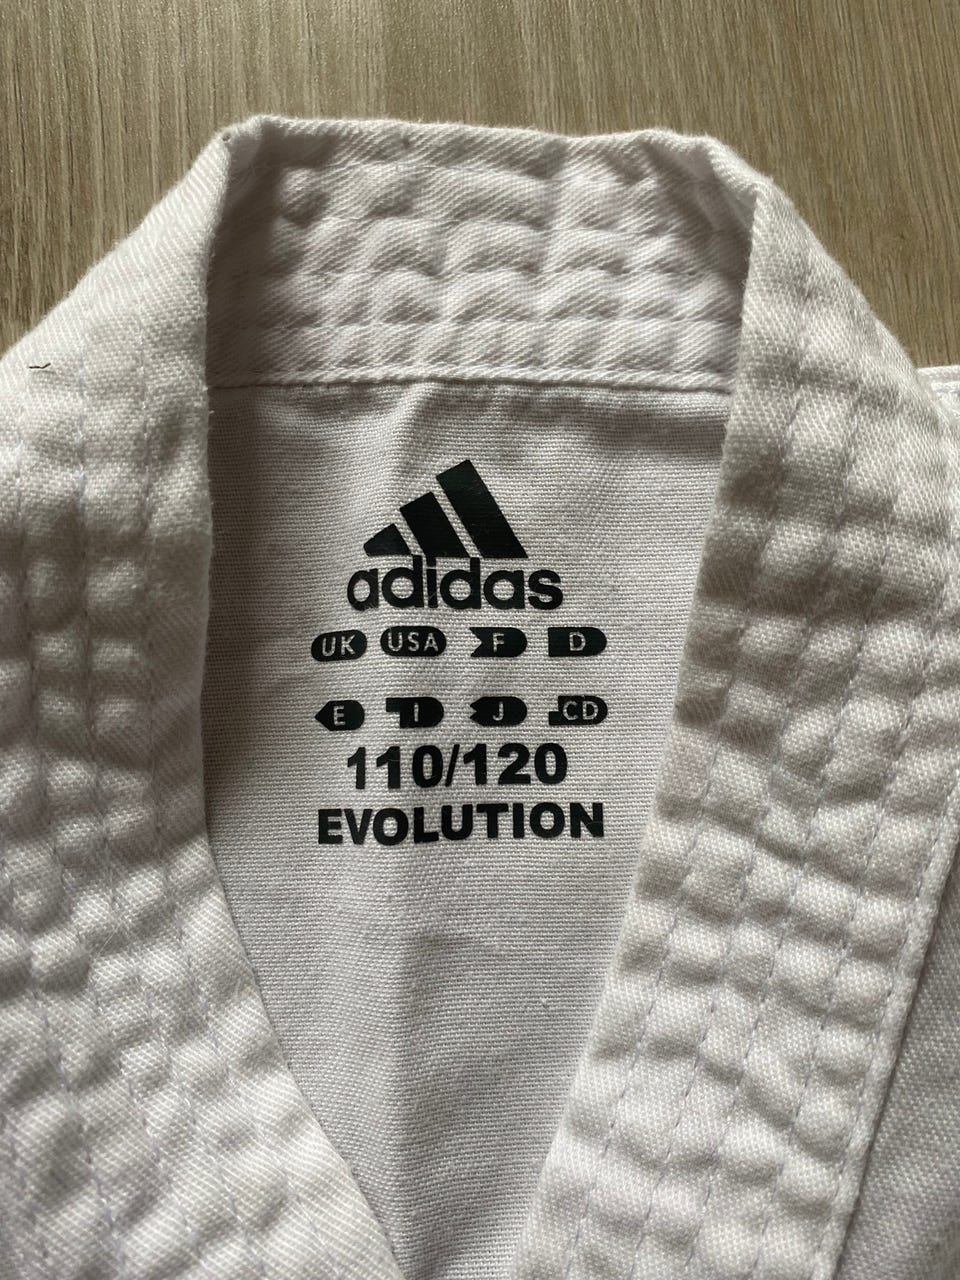 adidas
UK USA F D
E I J CD
110/120
EVOLUTION